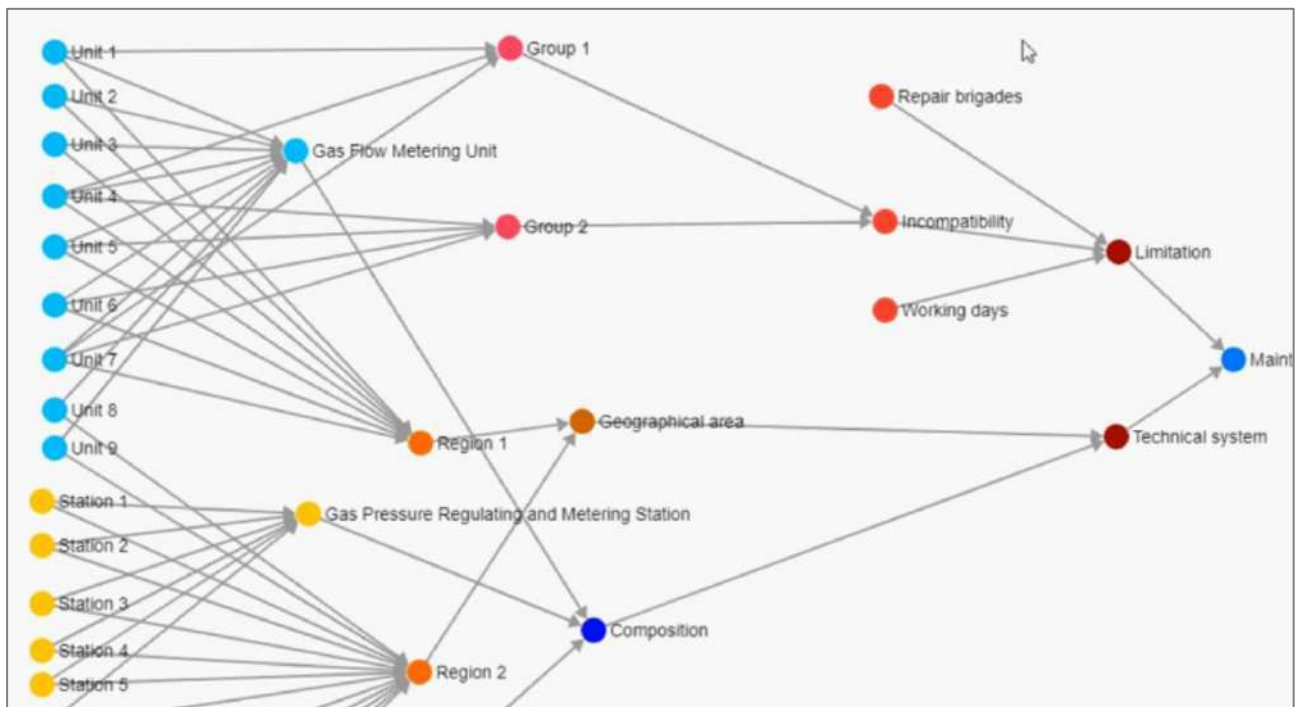 Unit 1
Group 1
Unit 2
Repair brigades
Unit 3
Gas Flow Metering Unit
Unit 4
Incompatibility
Group 2
Unit 5
Limitation
Unit 6
Working days
Unit 7
Maint
Unit 8
Geographical area
Technical system
Region 1
Unit 9
Station 1
Gas Pressure Regulating and Metering Station
Station 2
Station 3
Composition
Station 4
Region 2
Station 5